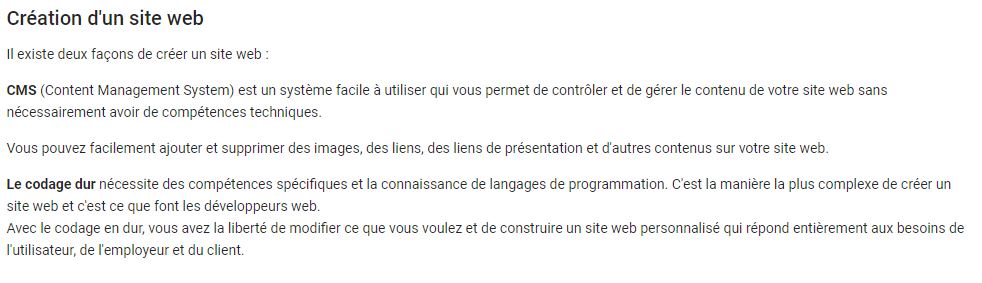 Création d'un site web
Il existe deux façons de créer un site web :
CMS (Content Management System) est un système facile à utiliser qui vous permet de contrôler et de gérer le contenu de votre site web sans
nécessairement avoir de compétences techniques.
Vous pouvez facilement ajouter et supprimer des images, des liens, des liens de présentation et d'autres contenus sur votre site web.
Le codage dur nécessite des compétences spécifiques et la connaissance de langages de programmation. C'est la manière la plus complexe de créer un
site web et c'est ce que font les développeurs web.
Avec le codage en dur, vous avez la liberté de modifier ce que vous voulez et de construire un site web personnalisé qui répond entièrement aux besoins de
l'utilisateur, de l'employeur et du client.